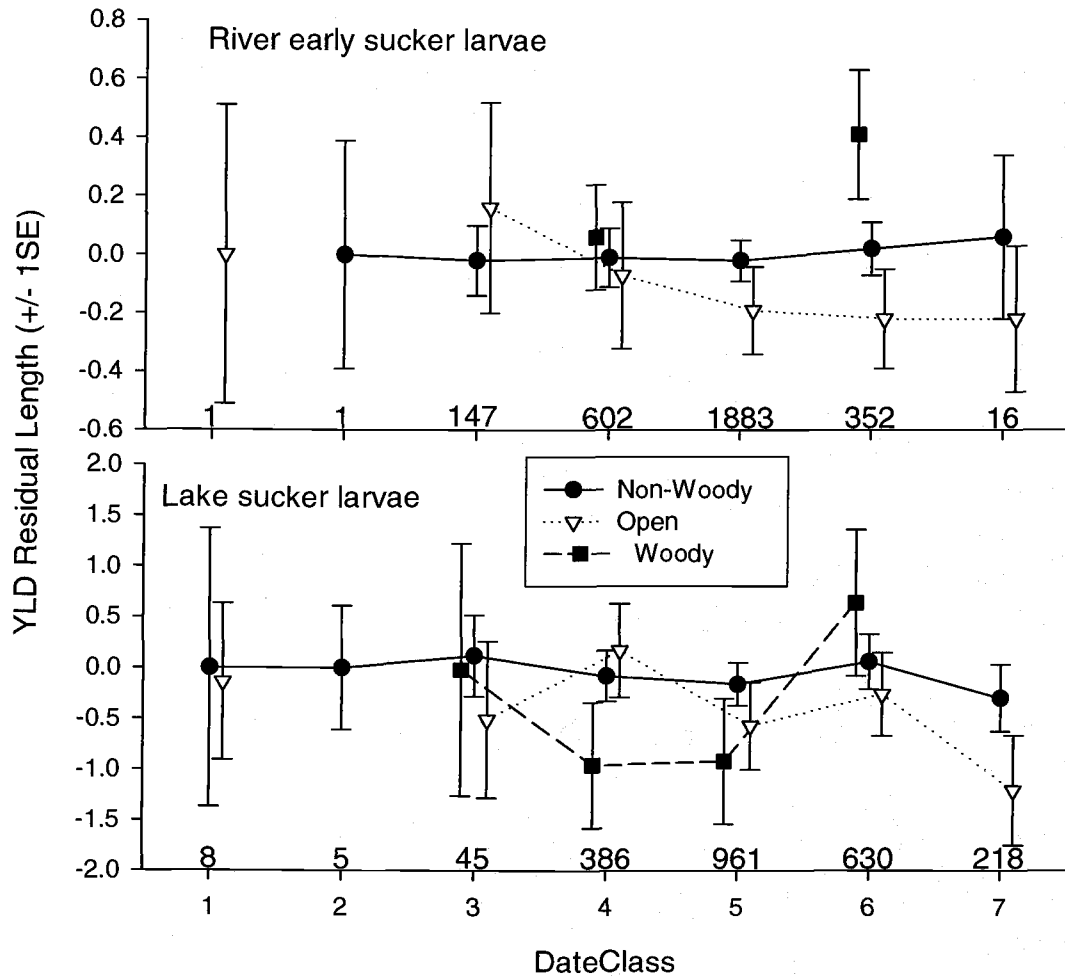 0.8
River early sucker larvae
0.6
0.4
0.2
0.0
-0.2
-0.4
-0.6
1 1 147 602 1883 352 16
YLD Residual Length (+/- 1SE)
2.0
Lake sucker larvae
1.5
1.0
0.5
0.0
-0.5
-1.0
-1.5
-2.0
Non-Woody
Open
Woody
8 5 45 386 961 630 218
1 2 3 4 5 6 7
DateClass